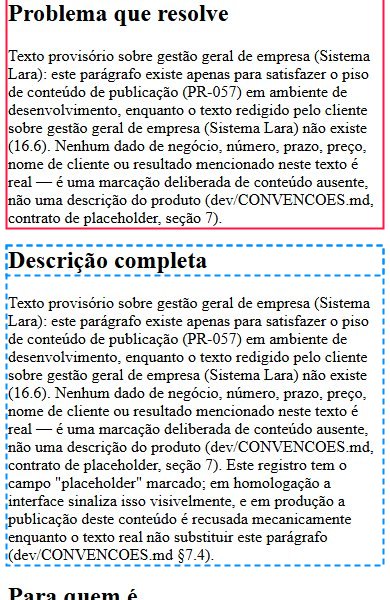 Problema que resolve
Texto provisório sobre gestão geral de empresa (Sistema
Lara): este parágrafo existe apenas para satisfazer o piso
de conteúdo de publicação (PR-057) em ambiente de
desenvolvimento, enquanto o texto redigido pelo cliente
sobre gestão geral de empresa (Sistema Lara) não existe
(16.6). Nenhum dado de negócio, número, prazo, preço,
nome de cliente ou resultado mencionado neste texto é
real — é uma marcação deliberada de conteúdo ausente,
não uma descrição do produto (dev/CONVENCOES.md,
contrato de placeholder, seção 7).
Descrição completa
Texto provisório sobre gestão geral de empresa (Sistema
Lara): este parágrafo existe apenas para satisfazer o piso
de conteúdo de publicação (PR-057) em ambiente de
desenvolvimento, enquanto o texto redigido pelo cliente
sobre gestão geral de empresa (Sistema Lara) não existe
(16.6). Nenhum dado de negócio, número, prazo, preço,
nome de cliente ou resultado mencionado neste texto é
real — é uma marcação deliberada de conteúdo ausente,
não uma descrição do produto (dev/CONVENCOES.md,
contrato de placeholder, seção 7). Este registro tem o
campo "placeholder" marcado; em homologação a
interface sinaliza isso visivelmente, e em produção a
publicação deste conteúdo é recusada mecanicamente
enquanto o texto real não substituir este parágrafo
(dev/CONVENCOES.md §7.4).
Para quem é